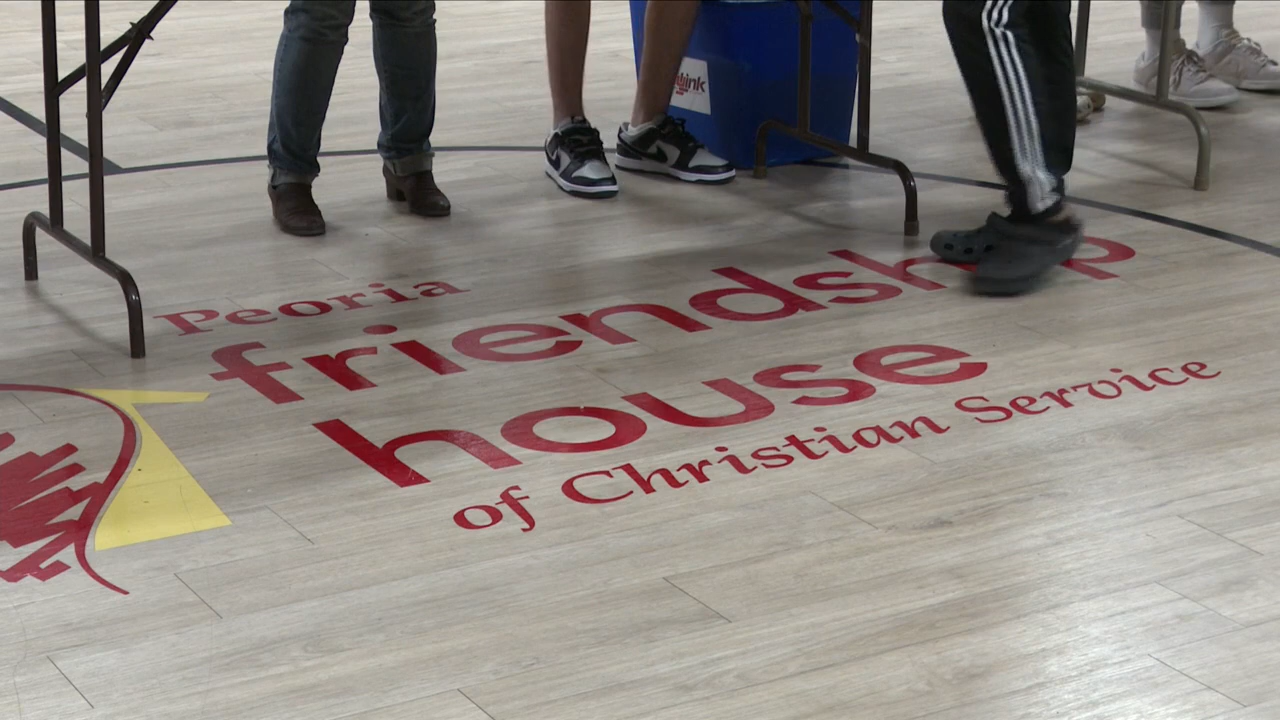 Peoria
friendship
house
of Christian Service